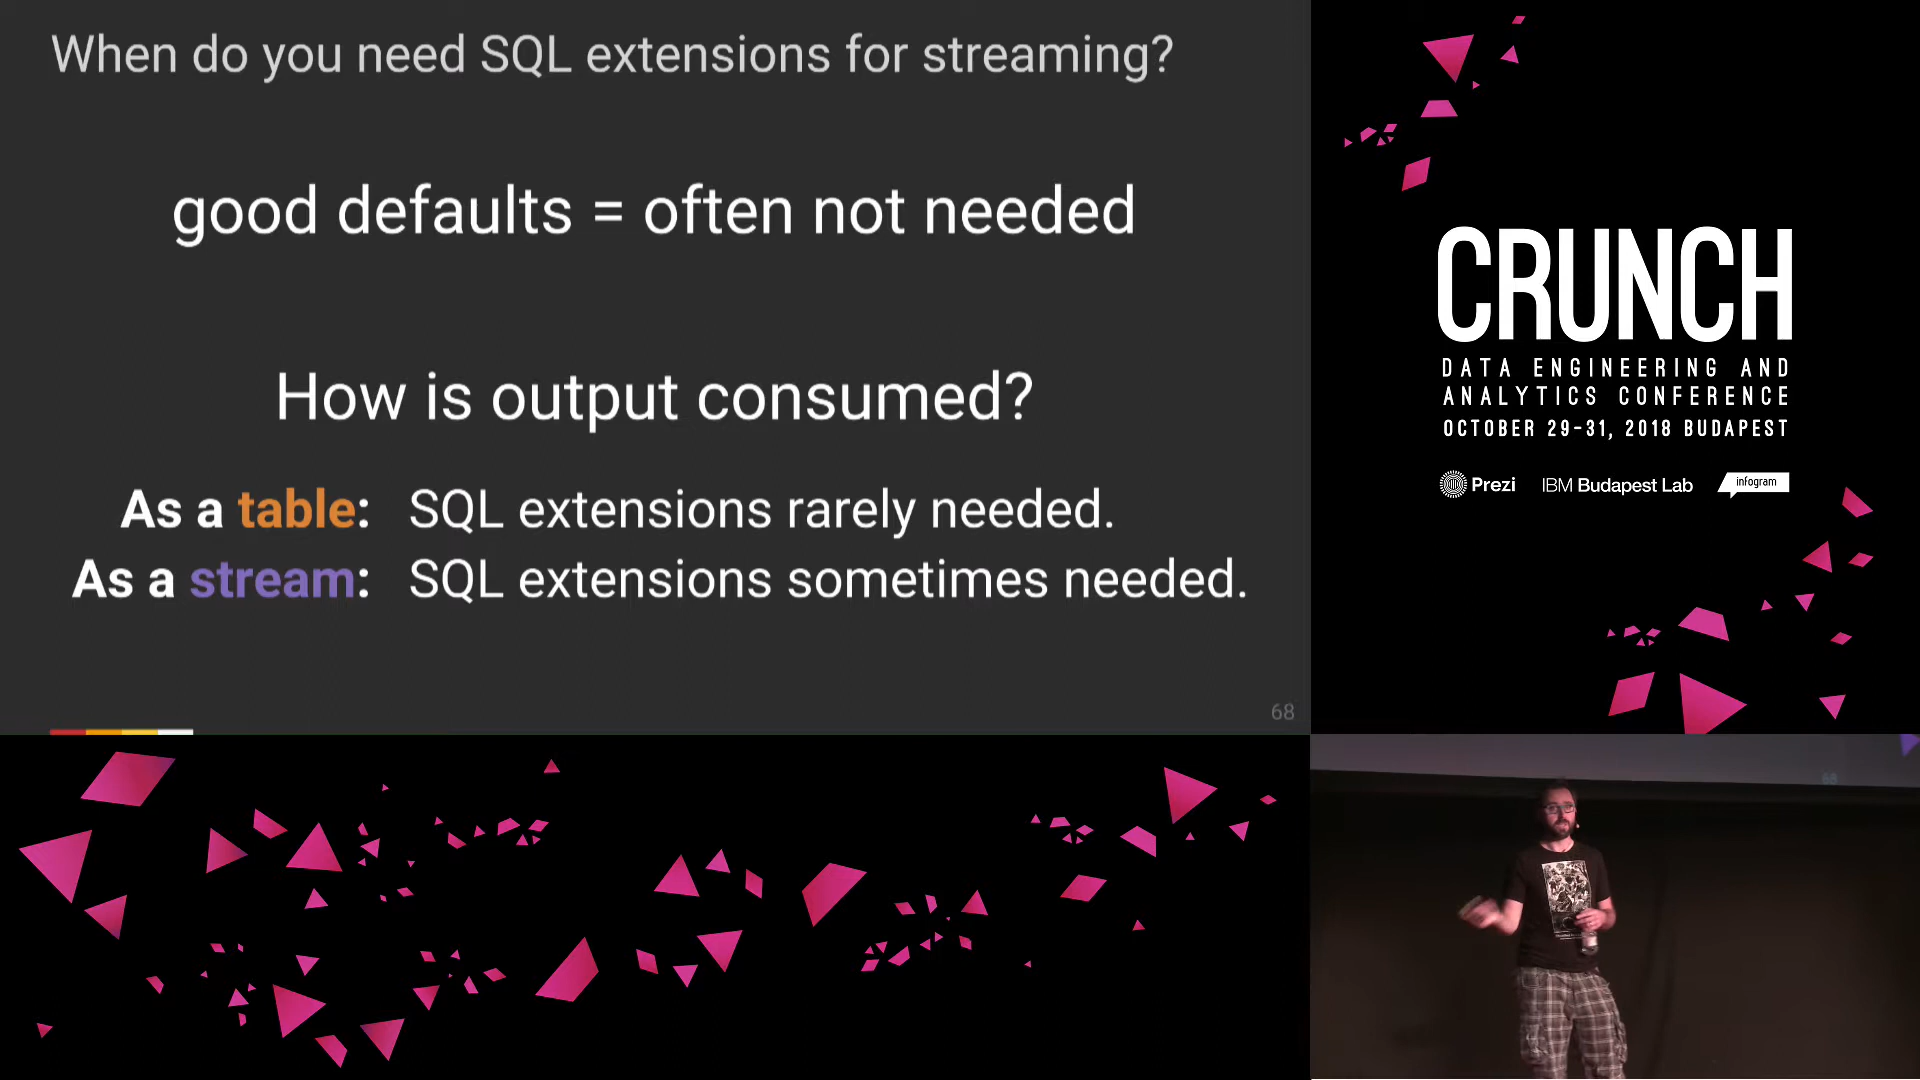 When do you need SQL extensions for streaming?
good defaults = often not needed
How is output consumed?
As a table: SQL extensions rarely needed.
As a stream: SQL extensions sometimes needed.
68
CRUNCH
DATA ENGINEERING AND
ANALYTICS CONFERENCE
OCTOBER 29-31, 2018 BUDAPEST
Prezi IBM Budapest Lab infogram
68